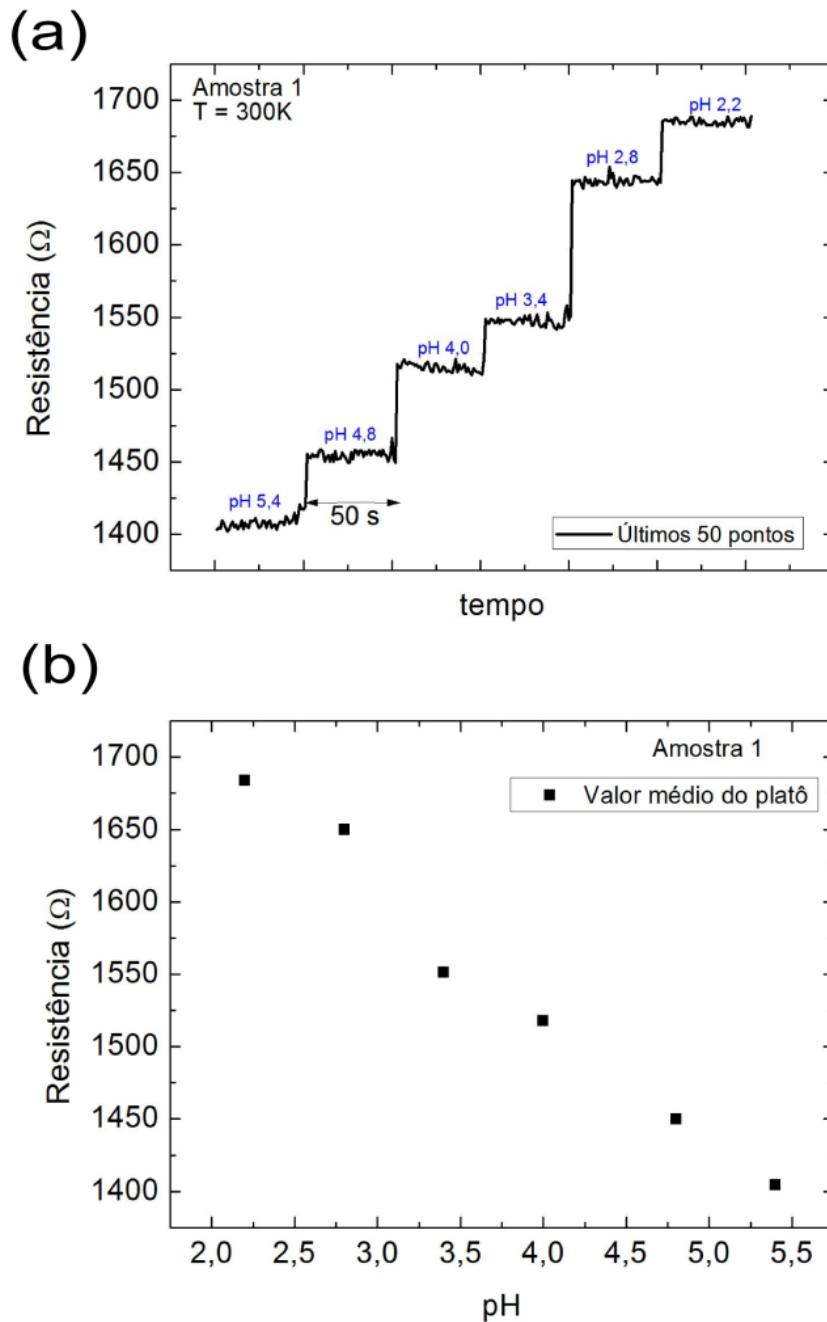 (a)
Amostra 1
T = 300K
1700
1650
1600
1550
1500
1450
1400
Resistência (Ω)
pH 2,2
pH 2,8
pH 3,4
pH 4,0
pH 4,8
pH 5,4
50 s
Últimos 50 pontos
tempo
(b)
Amostra 1
Valor médio do platô
1700
1650
1600
1550
1500
1450
1400
Resistência (Ω)
2,0 2,5 3,0 3,5 4,0 4,5 5,0 5,5
pH